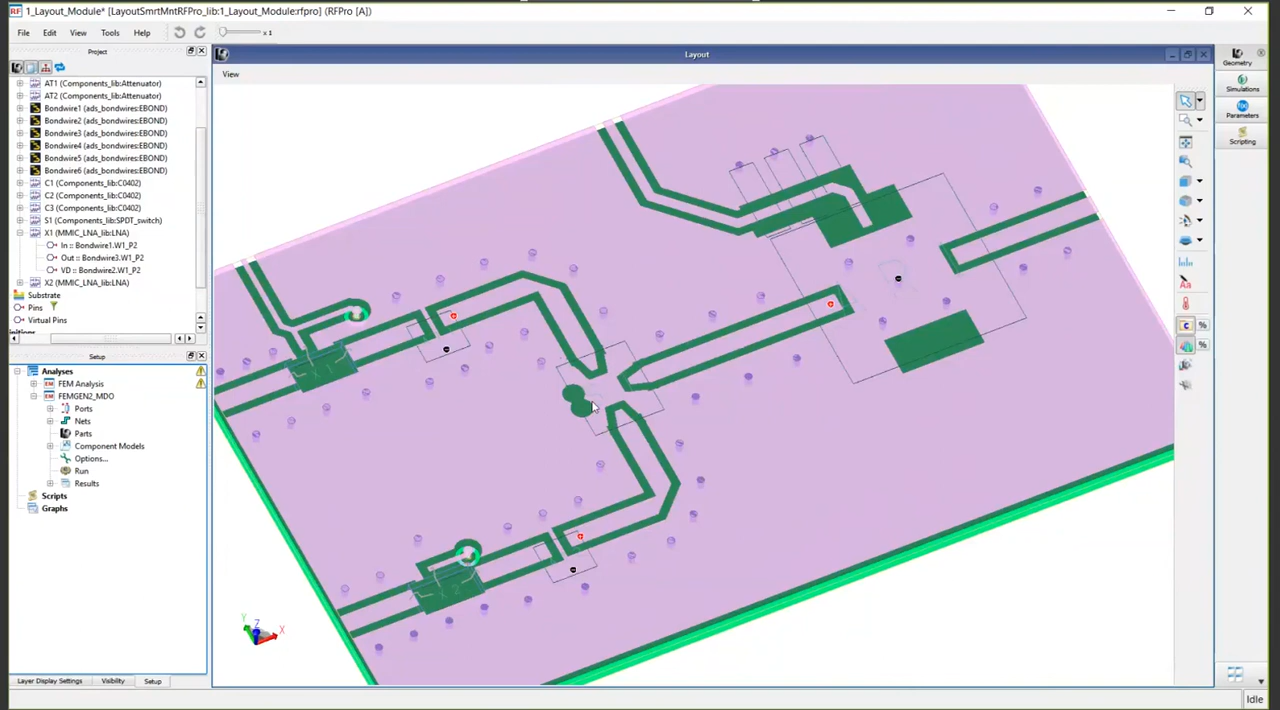 RF 1_Layout_Module* [LayoutSmrtMntRFPro_lib:1_Layout_Module:rfpro] (RFPro [A])
File Edit View Tools Help x 1
Project
AT1 (Components_lib:Attenuator)
AT2 (Components_lib:Attenuator)
Bondwire1 (ads_bondwires:EBOND)
Bondwire2 (ads_bondwires:EBOND)
Bondwire3 (ads_bondwires:EBOND)
Bondwire4 (ads_bondwires:EBOND)
Bondwire5 (ads_bondwires:EBOND)
Bondwire6 (ads_bondwires:EBOND)
C1 (Components_lib:C0402)
C2 (Components_lib:C0402)
C3 (Components_lib:C0402)
S1 (Components_lib:SPDT_switch)
X1 (MMIC_LNA_lib:LNA)
In :: Bondwire1.W1_P2
Out :: Bondwire3.W1_P2
VD :: Bondwire2.W1_P2
X2 (MMIC_LNA_lib:LNA)
Substrate
Pins
Virtual Pins
Setup
Analyses
FEM Analysis
FEMGEN2_MDO
Ports
Nets
Parts
Component Models
Options...
Run
Results
Scripts
Graphs
Layer Display Settings Visibility Setup
Layout
View
Y Z X
Aa
C %
%
Geometry
Simulations
f(x)
Parameters
Scripting
Idle